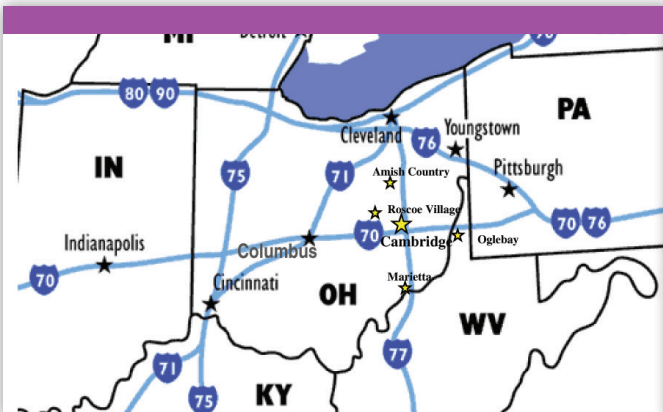 MI
Detroit
90
80 90
PA
Cleveland
76
Youngstown
IN
75
71
Amish Country
Pittsburgh
Roscoe Village
70
Cambridge
Oglebay
70 76
Indianapolis
Columbus
70
Cincinnati
Marietta
OH
WV
77
71
75
KY